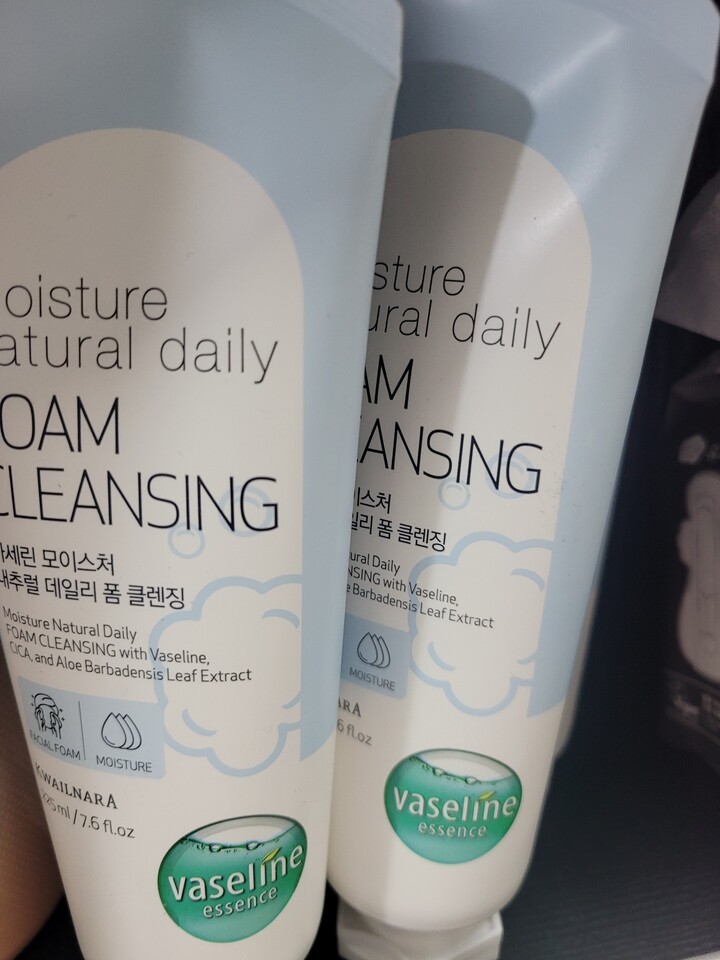 oisture
atural daily
OAM
CLEANSING
세린 모이스처
내추럴 데일리 폼 클렌징
Moisture Natural Daily
FOAM CLEANSING with Vaseline,
CICA, and Aloe Barbadensis Leaf Extract
FACIAL FOAM
MOISTURE
KWAILNARA
225ml / 7.6 fl.oz
vaseline
essence
sture
ural daily
AM
ANSING
이스처
일리 폼 클렌징
ural Daily
NSING with Vaseline,
e Barbadensis Leaf Extract
MOISTURE
ARA
6 fl.oz
vaseline
essence